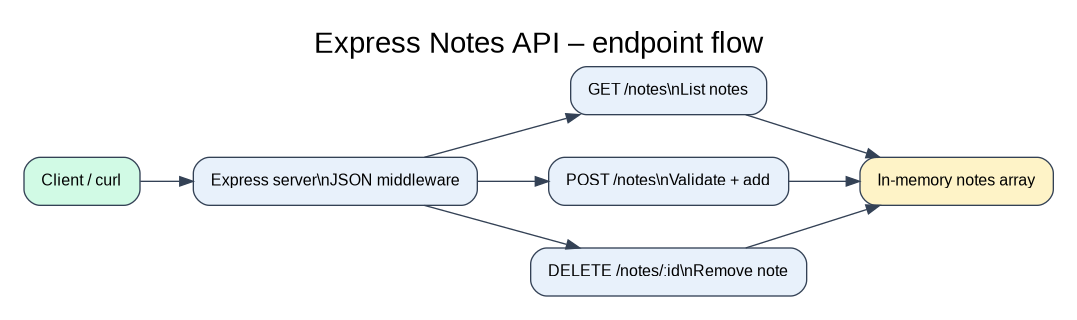 Express Notes API – endpoint flow
GET /notes\nList notes
Client / curl
Express server\nJSON middleware
POST /notes\nValidate + add
In-memory notes array
DELETE /notes/:id\nRemove note